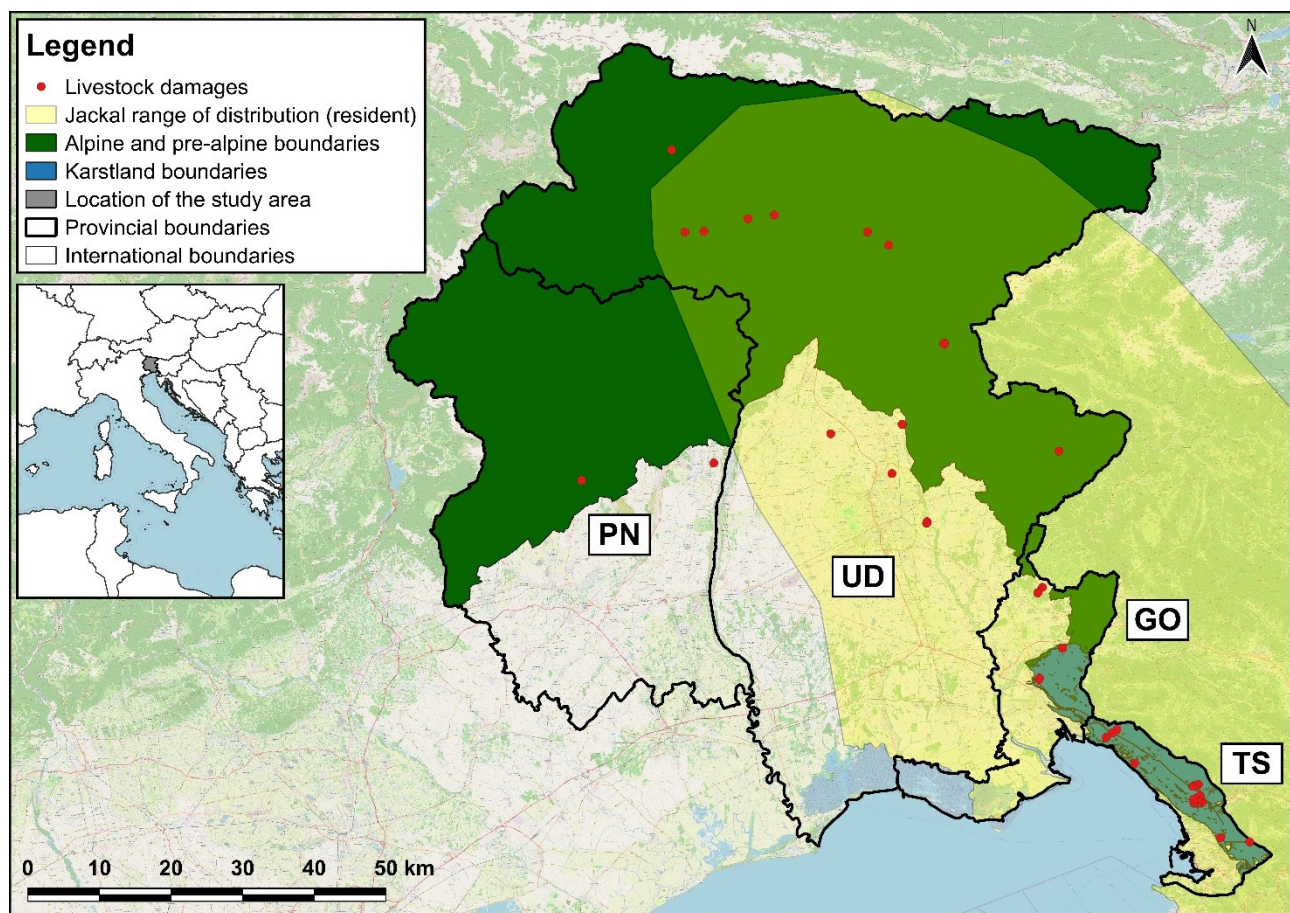 Legend
Livestock damages
Jackal range of distribution (resident)
Alpine and pre-alpine boundaries
Karstland boundaries
Location of the study area
Provincial boundaries
International boundaries
N
PN
UD
GO
TS
0 10 20 30 40 50 km